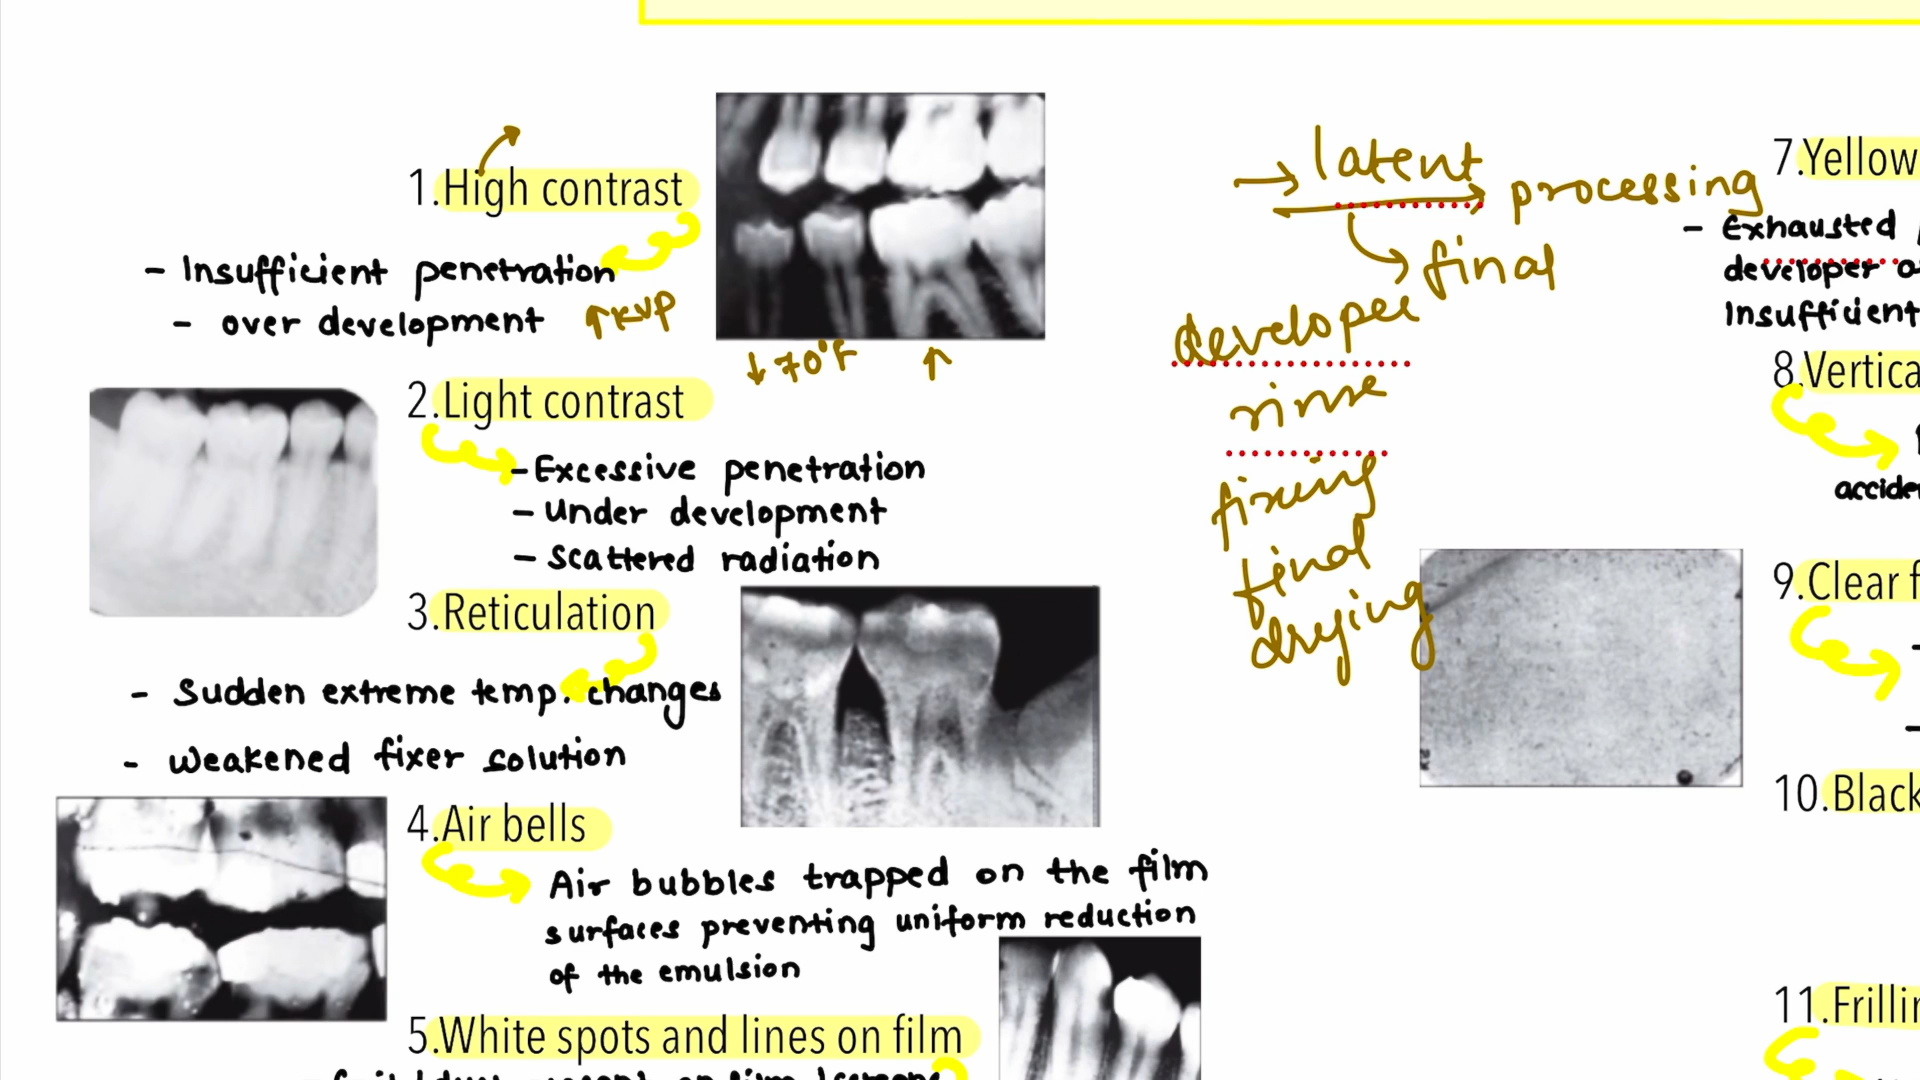 1.High contrast
- Insufficient penetration
- over development
↑KVP
↓70°F ↑
2.Light contrast
- Excessive penetration
- Under development
- Scattered radiation
3.Reticulation
- Sudden extreme temp. changes
- Weakened fixer solution
4.Air bells
Air bubbles trapped on the film
surfaces preventing uniform reduction
of the emulsion
5.White spots and lines on film
→ latent → processing
final
developer
rinse
fixing
final
drying
7.Yellow
- Exhausted
developer
Insufficient
8.Vertica
accide
9.Clear f
10.Black
11.Frillin